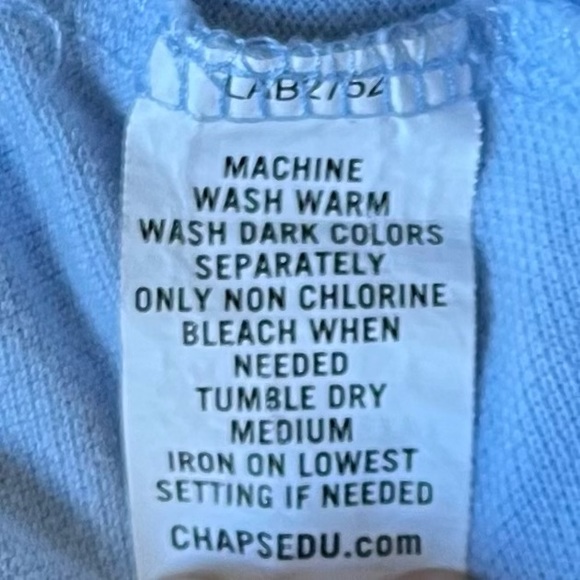 LAB2752
MACHINE
WASH WARM
WASH DARK COLORS
SEPARATELY
ONLY NON CHLORINE
BLEACH WHEN
NEEDED
TUMBLE DRY
MEDIUM
IRON ON LOWEST
SETTING IF NEEDED
CHAPSEDU.com